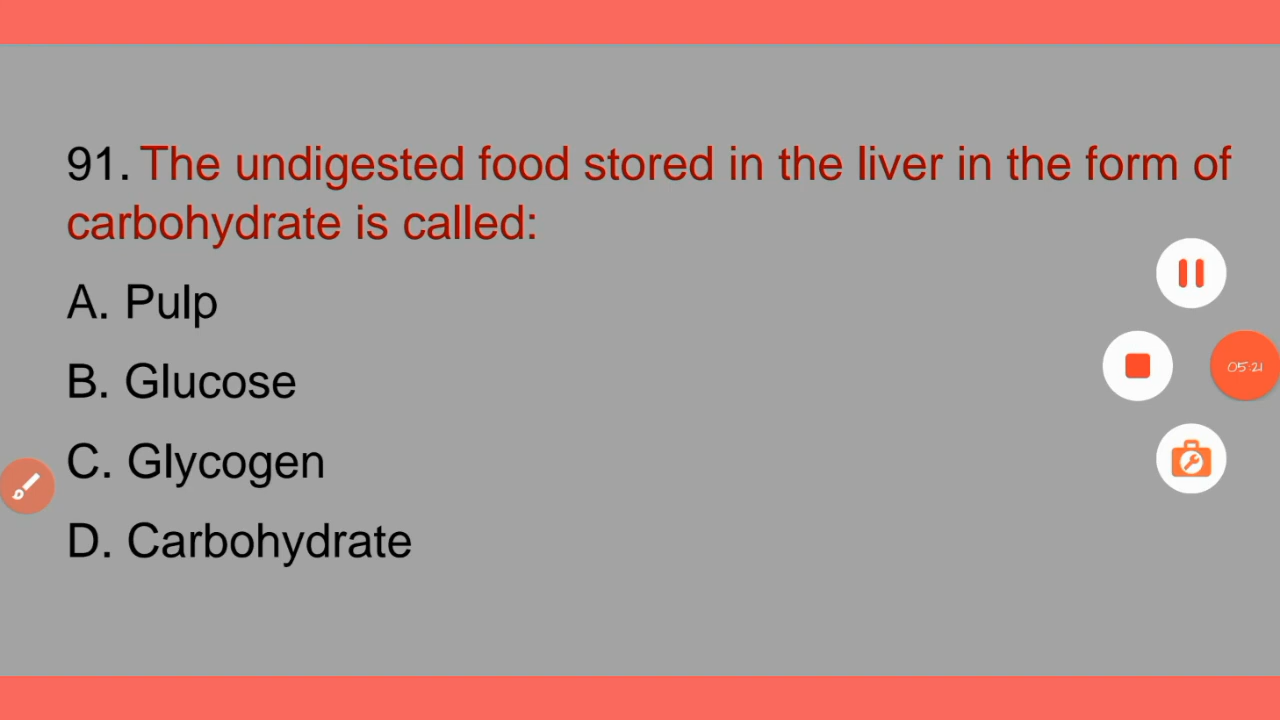 91. The undigested food stored in the liver in the form of
carbohydrate is called:
A. Pulp
B. Glucose
C. Glycogen
D. Carbohydrate
05:21